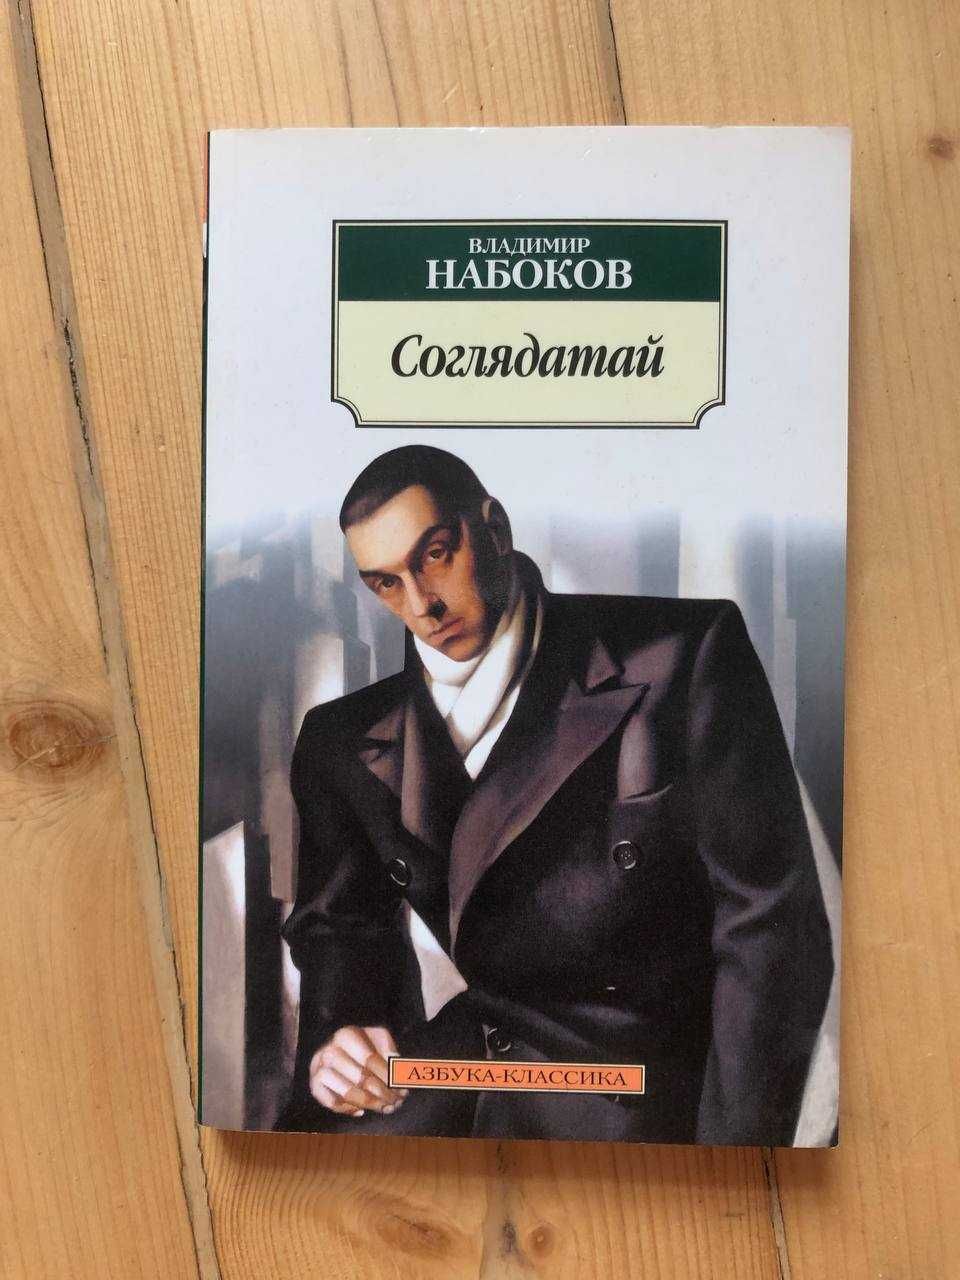 ВЛАДИМИР
НАБОКОВ
Соглядатай
АЗБУКА-КЛАССИКА